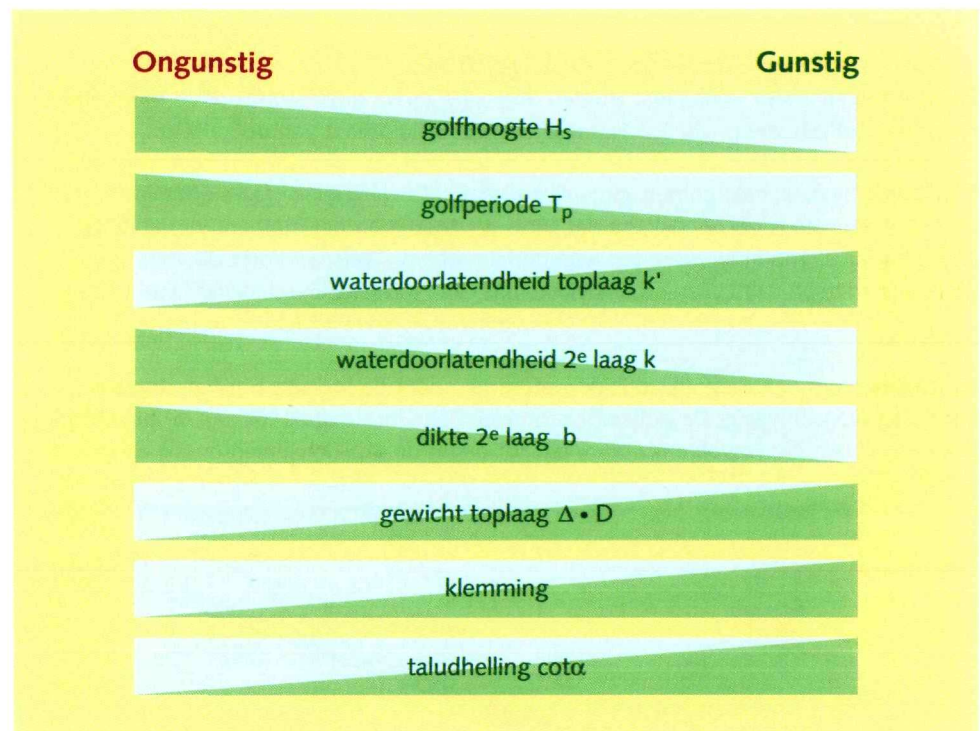 Ongunstig Gunstig
golfhoogte Hₛ
golfperiode Tₚ
waterdoorlatendheid toplaag k'
waterdoorlatendheid 2ᵉ laag k
dikte 2ᵉ laag b
gewicht toplaag Δ • D
klemming
taludhelling cotα